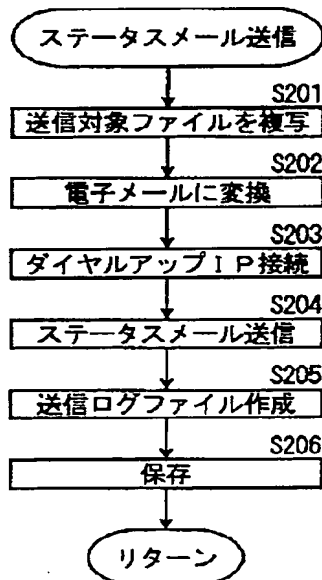 ステータスメール送信
S201
送信対象ファイルを複写
S202
電子メールに変換
S203
ダイヤルアップＩＰ接続
S204
ステータスメール送信
S205
送信ログファイル作成
S206
保存
リターン